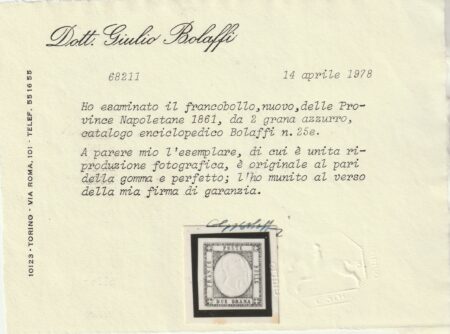 Dott. Giulio Bolaffi
68211
14 aprile 1978
Ho esaminato il francobollo,nuovo,delle Pro-
vince Napoletane 1861, da 2 grana azzurro,
catalogo enciclopedico Bolaffi n.25e.
A parere mio l'esemplare, di cui è unita ri-
produzione fotografica, è originale al pari
della gomma e perfetto; l'ho munito al verso
della mia firma di garanzia.
10123 - TORINO - VIA ROMA, 101 - TELEF. 55 16 55
FRANCO
POSTE
BOLLO
DUE GRANA